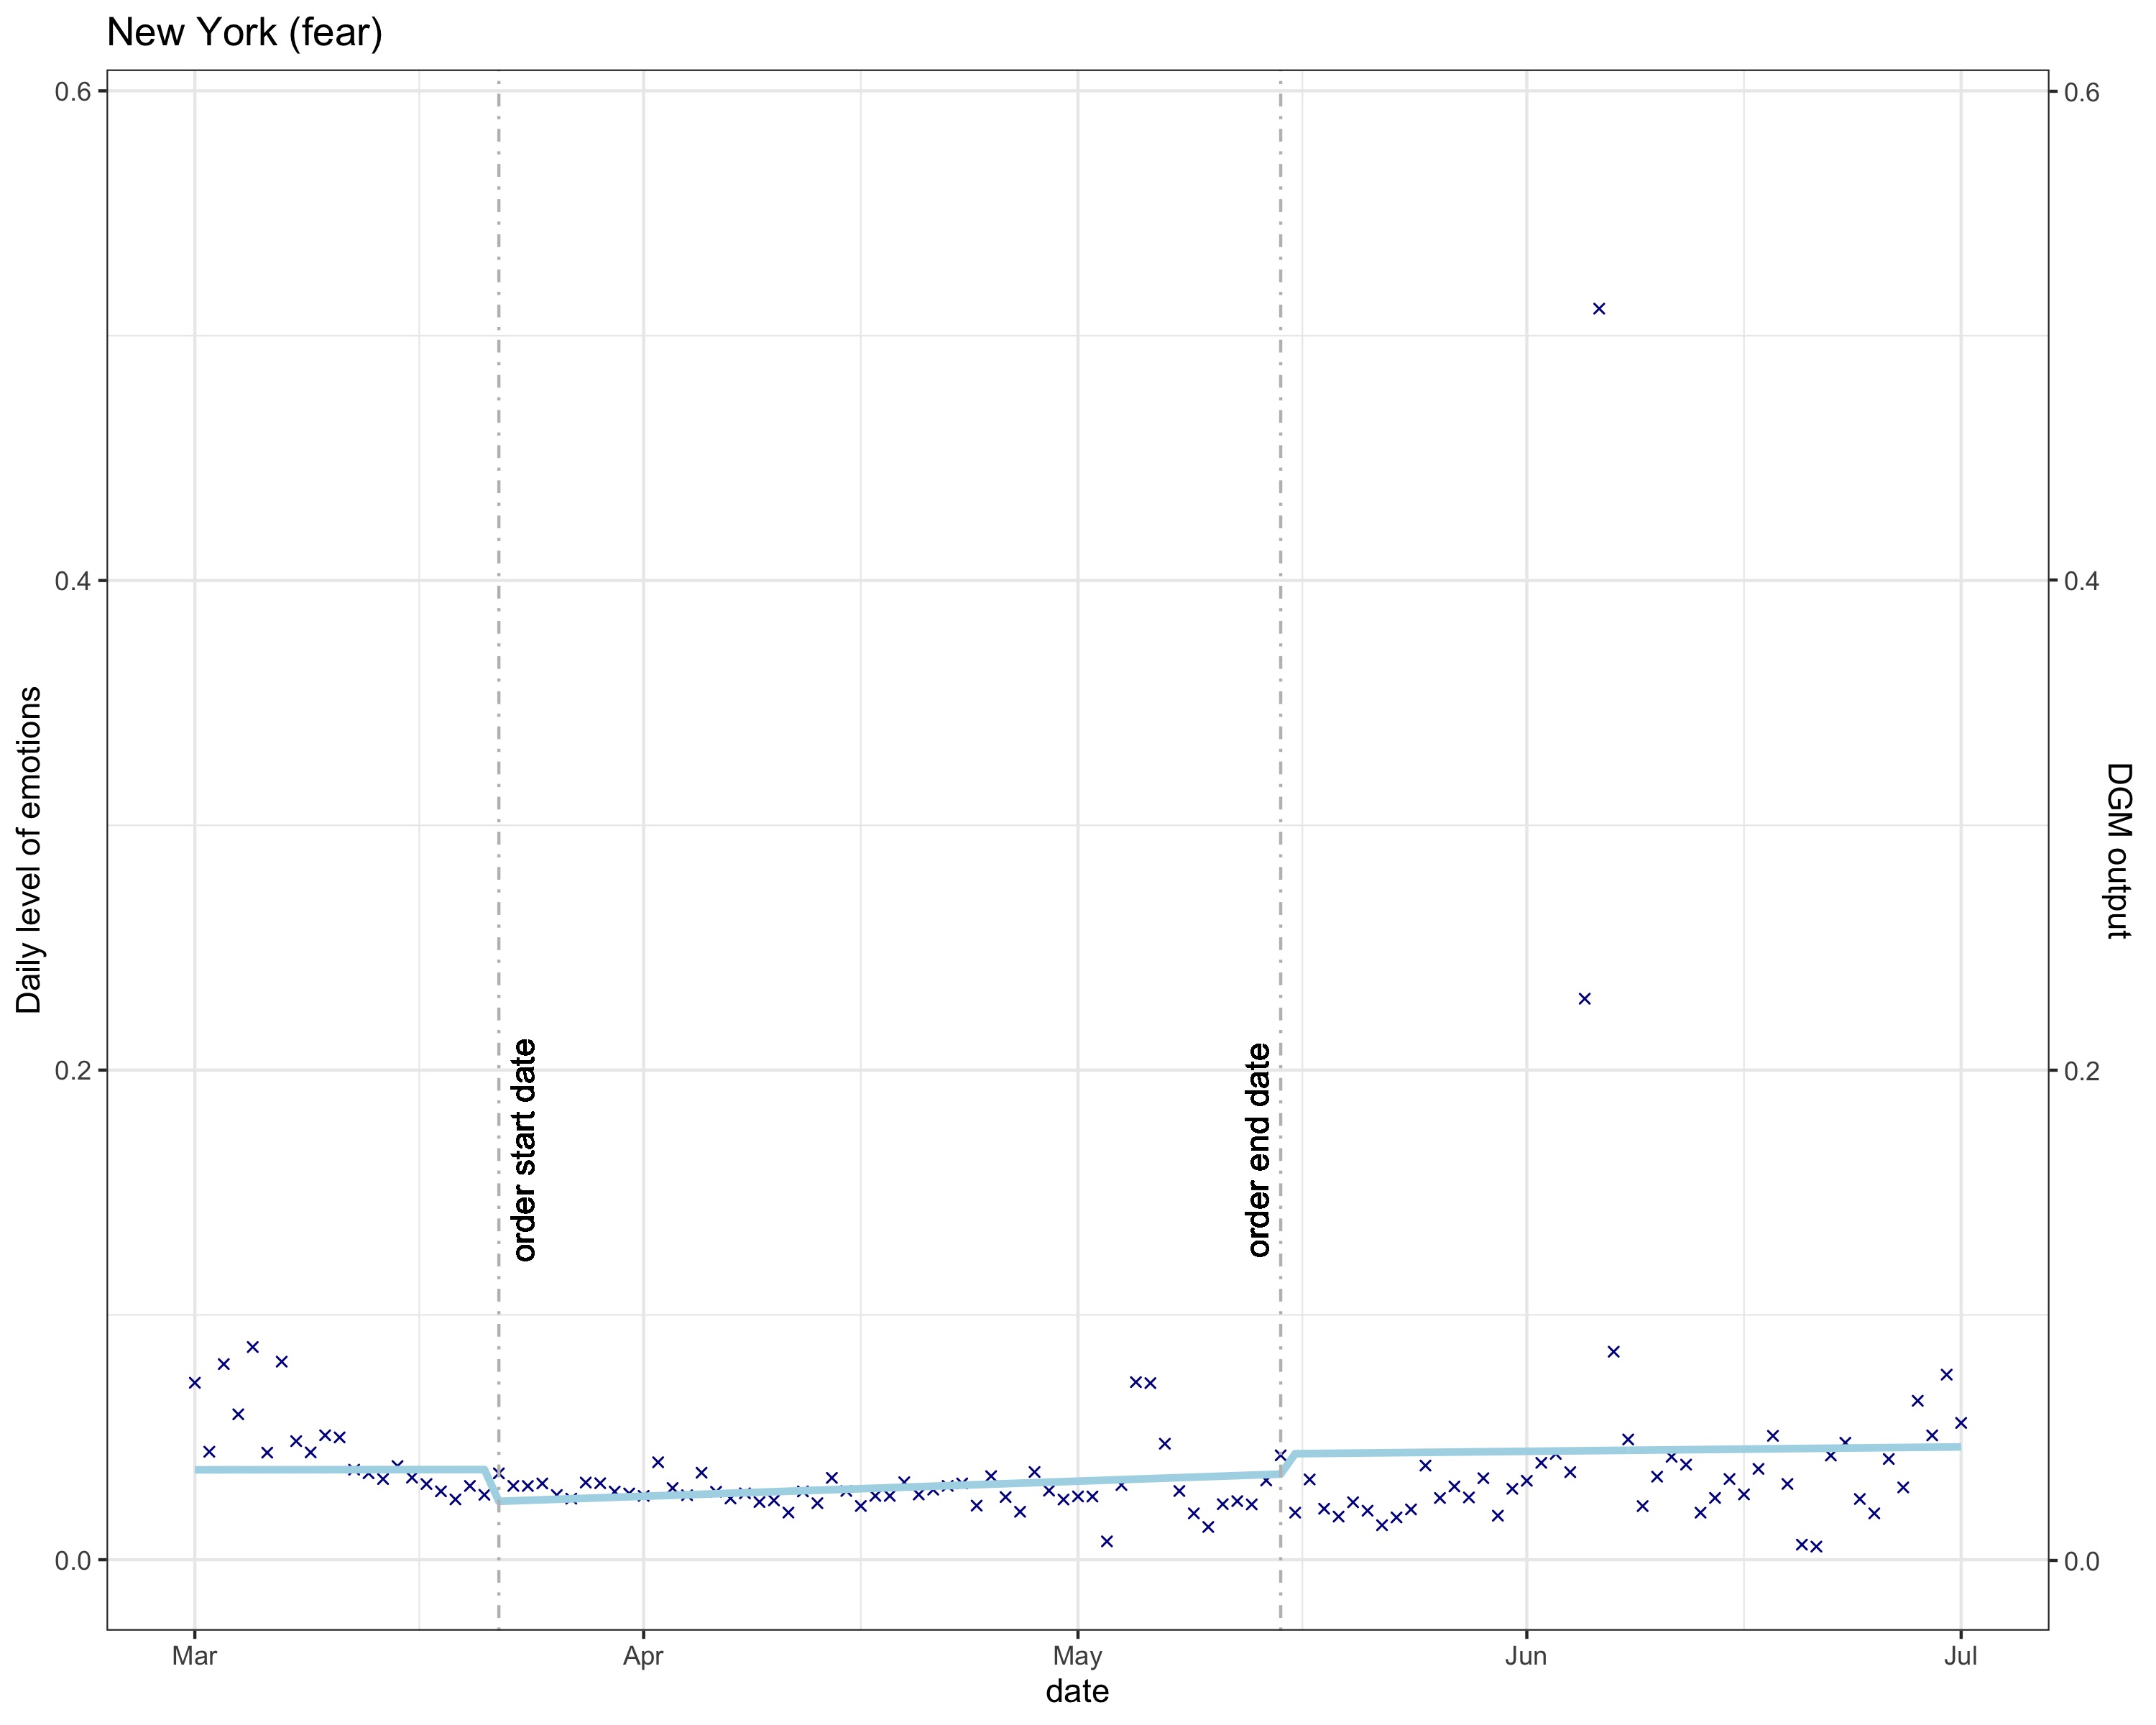 New York (fear)
0.6
0.4
0.2
0.0
Daily level of emotions
order start date
order end date
0.6
0.4
0.2
0.0
DGM output
Mar Apr May Jun Jul
date